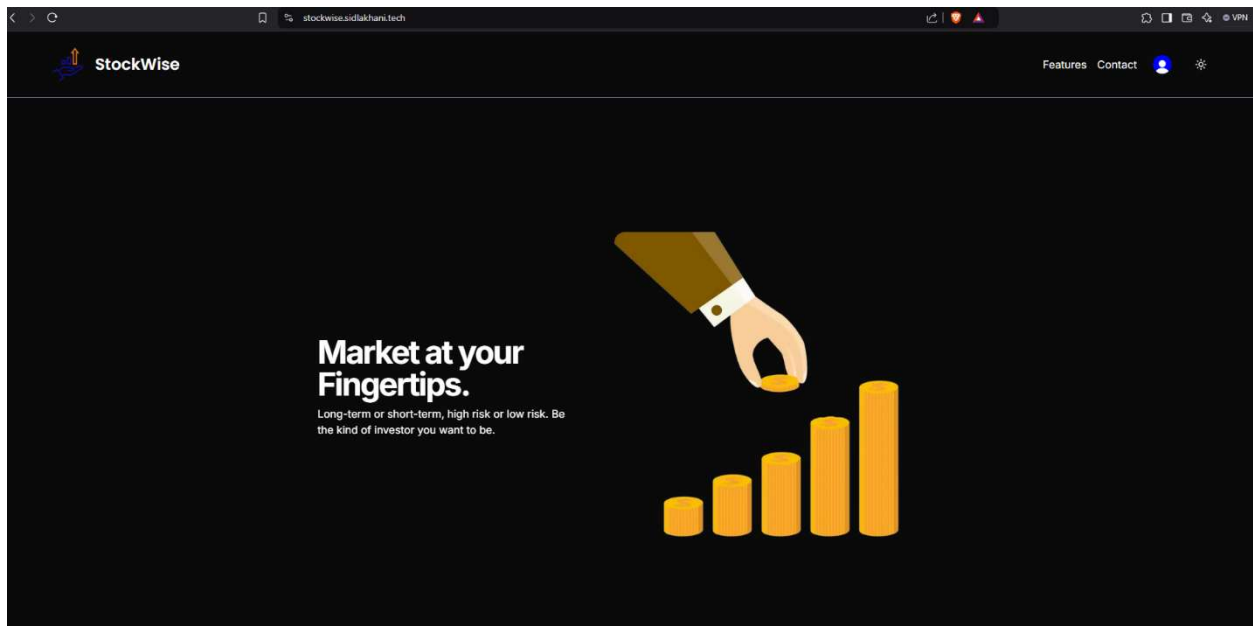 stockwise.sidlakhani.tech
VPN
StockWise
Features Contact
Market at your
Fingertips.
Long-term or short-term, high risk or low risk. Be
the kind of investor you want to be.